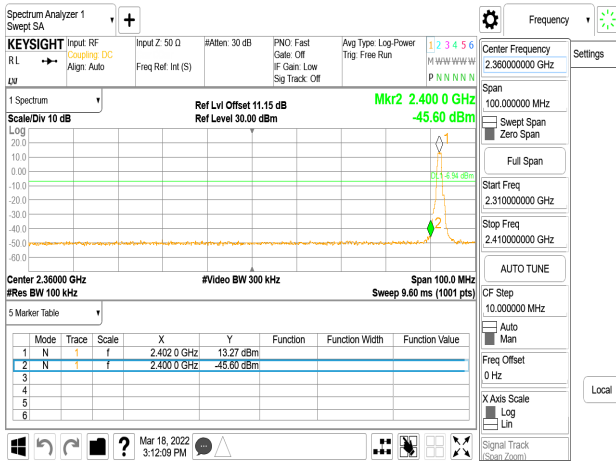 Spectrum Analyzer 1
Swept SA
Frequency
Settings
KEYSIGHT
RL
Input: RF
Coupling: DC
Align: Auto
Input Z: 50 Ω
Freq Ref: Int (S)
#Atten: 30 dB
PNO: Fast
Gate: Off
IF Gain: Low
Sig Track: Off
Avg Type: Log-Power
Trig: Free Run
1 2 3 4 5 6
M W W W W W
P N N N N N
1 Spectrum
Scale/Div 10 dB
Ref Lvl Offset 11.15 dB
Ref Level 30.00 dBm
Mkr2 2.400 0 GHz
-45.60 dBm
Log
20.0
10.0
0.00
-10.0
-20.0
-30.0
-40.0
-50.0
-60.0
1
DL1 -6.94 dBm
2
Center 2.36000 GHz
#Res BW 100 kHz
#Video BW 300 kHz
Span 100.0 MHz
Sweep 9.60 ms (1001 pts)
5 Marker Table
Mode Trace Scale X Y Function Function Width Function Value
1 N 1 f 2.402 0 GHz 13.27 dBm
2 N 1 f 2.400 0 GHz -45.60 dBm
3
4
5
6
Mar 18, 2022
3:12:09 PM
Center Frequency
2.360000000 GHz
Span
100.000000 MHz
Swept Span
Zero Span
Full Span
Start Freq
2.310000000 GHz
Stop Freq
2.410000000 GHz
AUTO TUNE
CF Step
10.000000 MHz
Auto
Man
Freq Offset
0 Hz
X Axis Scale
Log
Lin
Signal Track
(Span Zoom)
Local